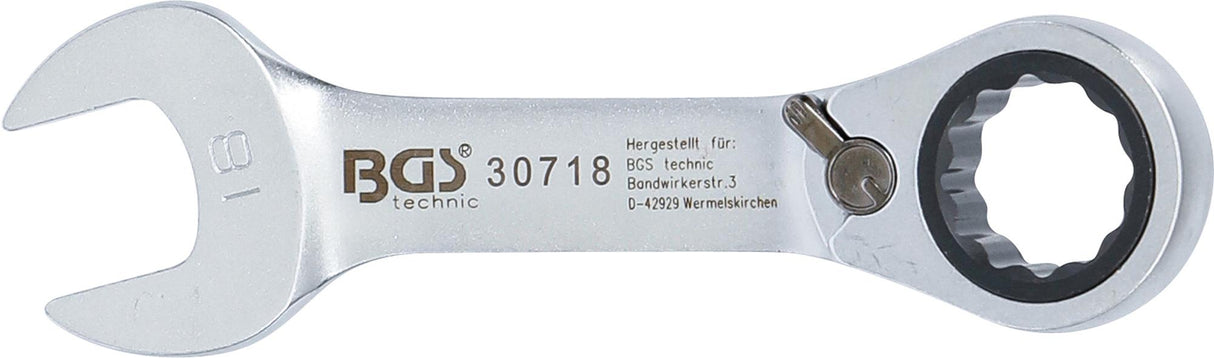 18
BGS® 30718
technic
Hergestellt für:
BGS technic
Bandwirkerstr.3
D-42929 Wermelskirchen